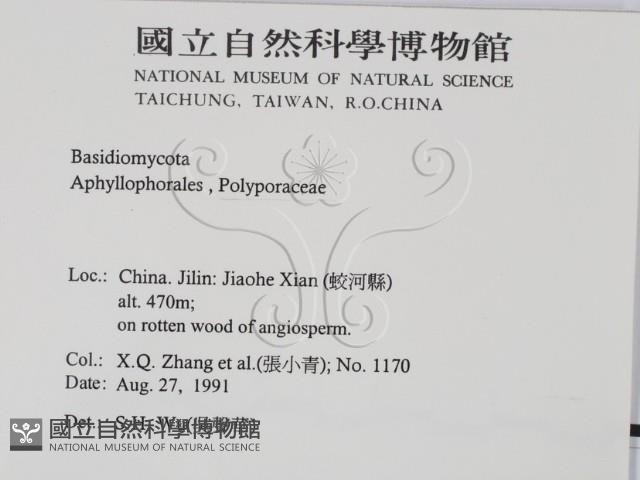 國立自然科學博物館
NATIONAL MUSEUM OF NATURAL SCIENCE
TAICHUNG, TAIWAN, R.O.CHINA
Basidiomycota
Aphyllophorales , Polyporaceae
Loc.: China. Jilin: Jiaohe Xian (蛟河縣)
alt. 470m;
on rotten wood of angiosperm.
Col.: X.Q. Zhang et al.(張小青); No. 1170
Date: Aug. 27, 1991
Det.: S.H. Wu
國立自然科學博物館
NATIONAL MUSEUM OF NATURAL SCIENCE